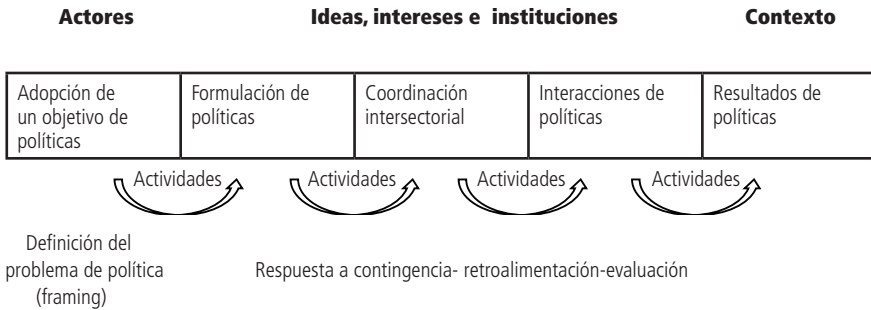 Actores Ideas, intereses e instituciones Contexto
Adopción de
un objetivo de
políticas
Formulación de
políticas
Coordinación
intersectorial
Interacciones de
políticas
Resultados de
políticas
Actividades Actividades Actividades Actividades
Definición del
problema de política
(framing)
Respuesta a contingencia- retroalimentación-evaluación